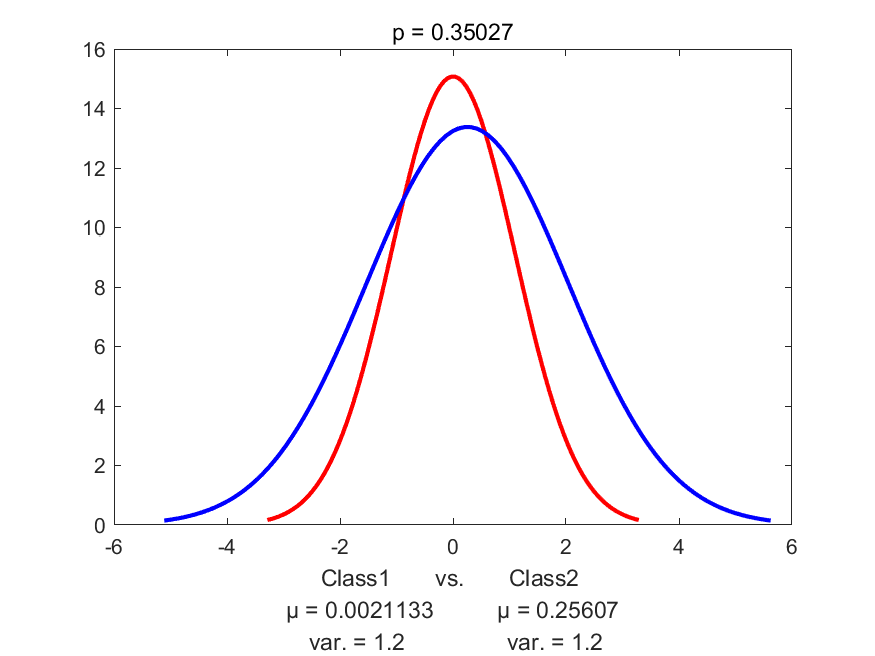 p = 0.35027
16
14
12
10
8
6
4
2
0
-6 -4 -2 0 2 4 6
Class1 vs. Class2
μ = 0.0021133 μ = 0.25607
var. = 1.2 var. = 1.2